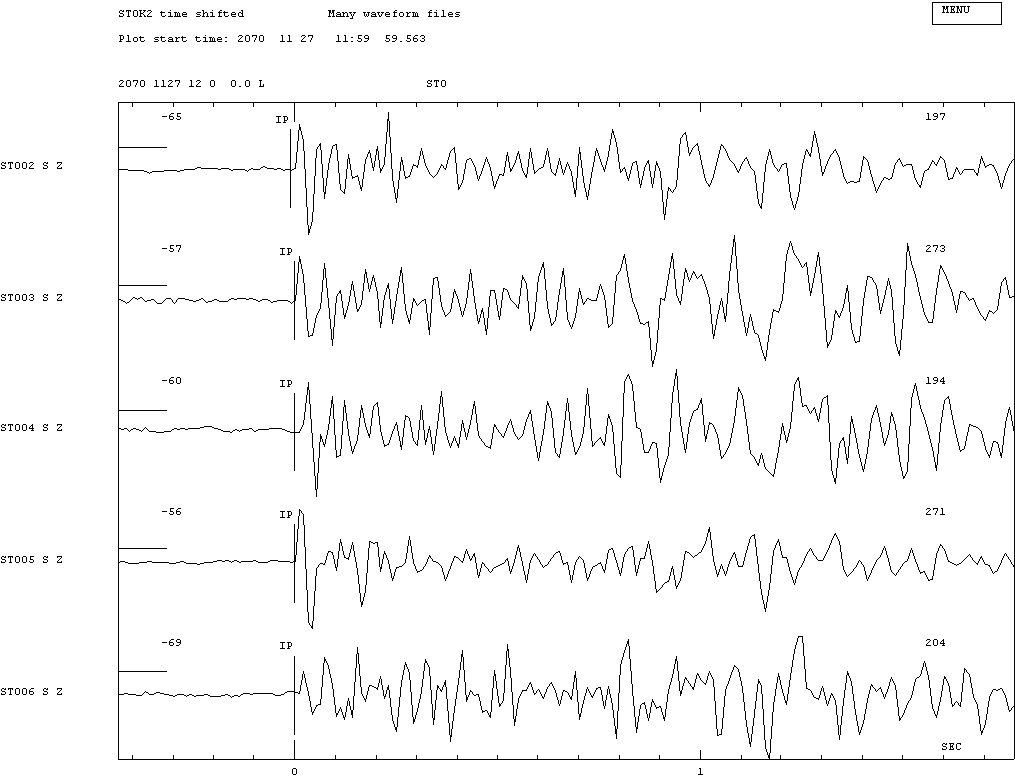 STOK2 time shifted Many waveform files MENU
Plot start time: 2070 11 27 11:59 59.563
2070 1127 12 0 0.0 L STO
-65 IP 197
STO02 S Z
-57 IP 273
STO03 S Z
-60 IP 194
STO04 S Z
-56 IP 271
STO05 S Z
-69 IP 204
STO06 S Z
SEC
0 1